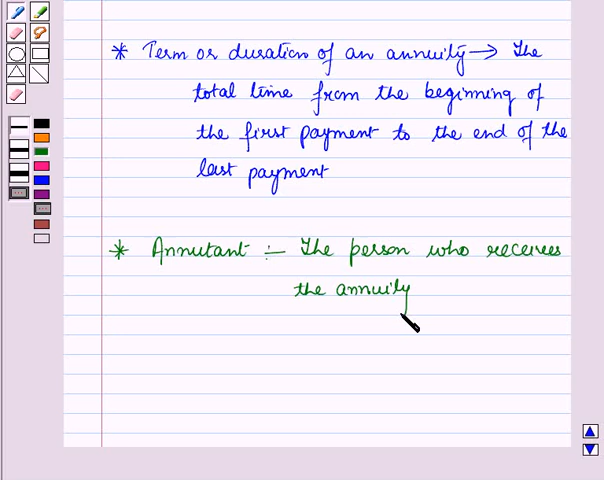 * Term or duration of an annuity → The
total time from the beginning of
the first payment to the end of the
last payment
* Annutant :- The person who receives
the annuity